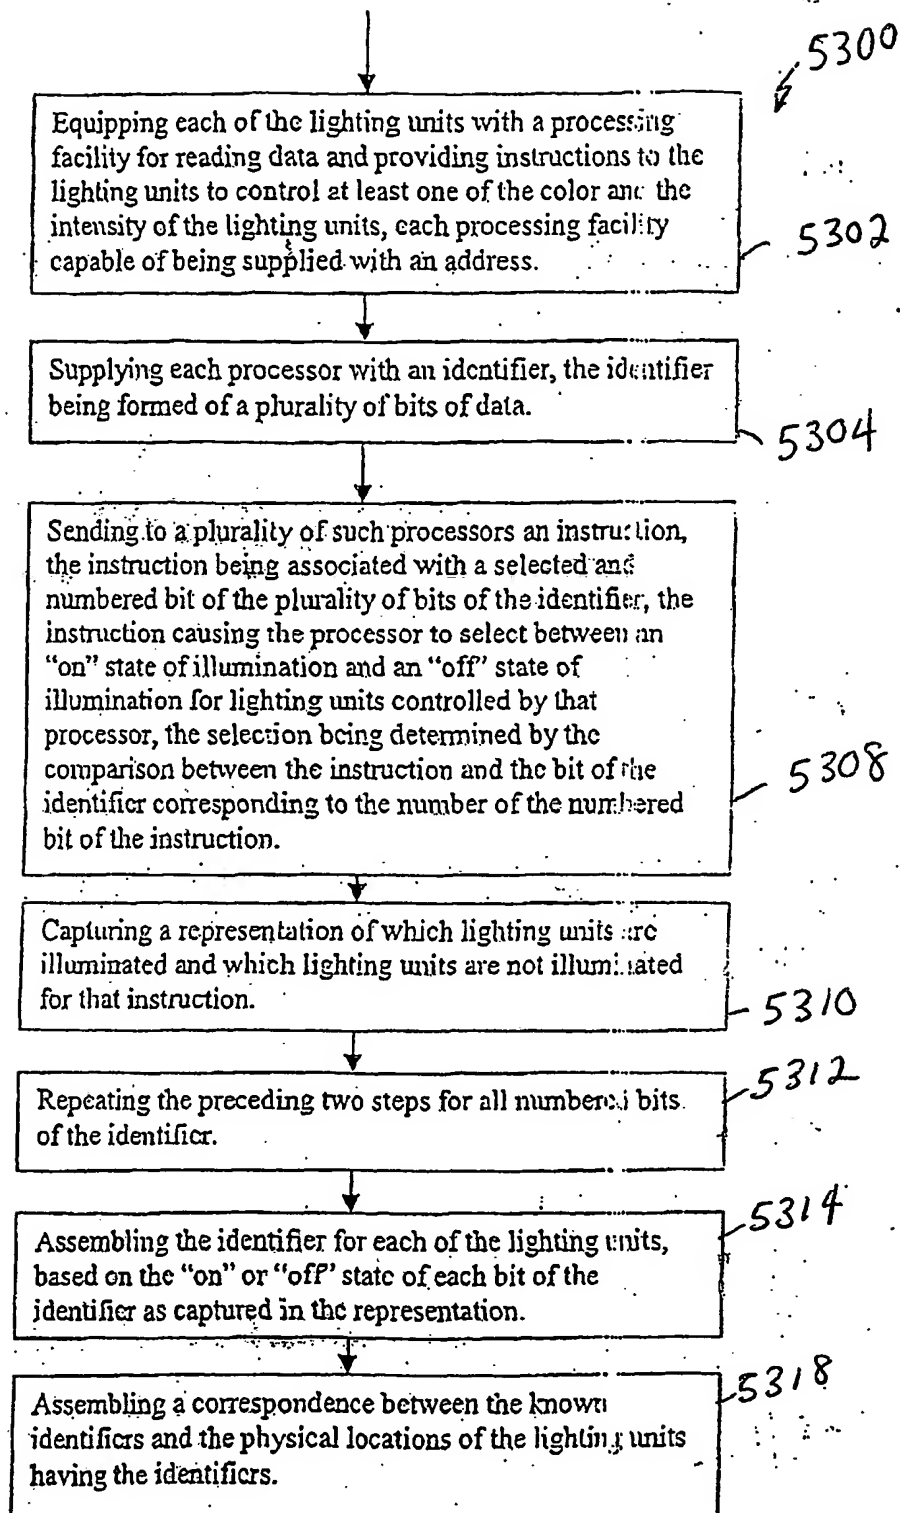 5300
Equipping each of the lighting units with a processing
facility for reading data and providing instructions to the
lighting units to control at least one of the color and the
intensity of the lighting units, each processing facility
capable of being supplied with an address.
5302
Supplying each processor with an identifier, the identifier
being formed of a plurality of bits of data.
5304
Sending to a plurality of such processors an instruction,
the instruction being associated with a selected and
numbered bit of the plurality of bits of the identifier, the
instruction causing the processor to select between an
"on" state of illumination and an "off" state of
illumination for lighting units controlled by that
processor, the selection being determined by the
comparison between the instruction and the bit of the
identifier corresponding to the number of the numbered
bit of the instruction.
5308
Capturing a representation of which lighting units are
illuminated and which lighting units are not illuminated
for that instruction.
5310
Repeating the preceding two steps for all numbered bits
of the identifier.
5312
Assembling the identifier for each of the lighting units,
based on the "on" or "off" state of each bit of the
identifier as captured in the representation.
5314
Assembling a correspondence between the known
identifiers and the physical locations of the lighting units
having the identifiers.
5318